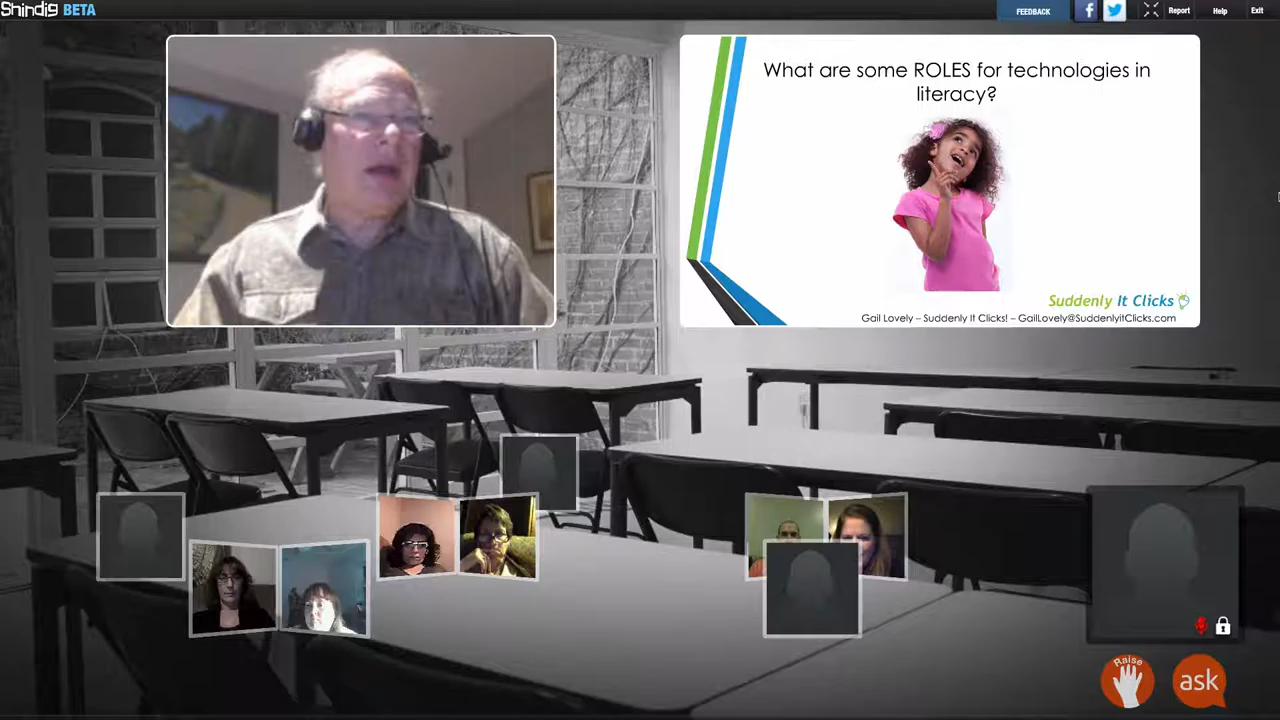 Shindig BETA
FEEDBACK
Report
Help
Exit
What are some ROLES for technologies in
literacy?
Suddenly It Clicks
Gail Lovely – Suddenly It Clicks! – GailLovely@SuddenlyitClicks.com
Raise
ask